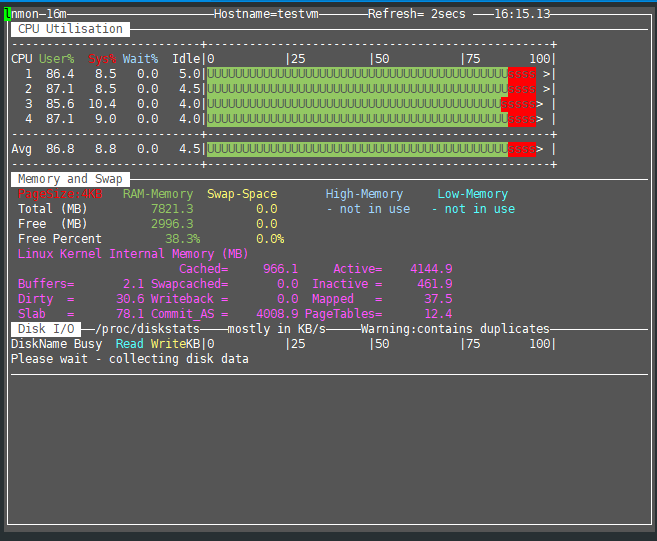 nmon-16m Hostname=testvm Refresh= 2secs 16:15.13
CPU Utilisation
CPU User% Sys% Wait% Idle|0 |25 |50 |75 100|
1 86.4 8.5 0.0 5.0|UUUUUUUUUUUUUUUUUUUUUUUUUUUUUUUUUUUUUUUUUUUssss >|
2 87.1 8.5 0.0 4.5|UUUUUUUUUUUUUUUUUUUUUUUUUUUUUUUUUUUUUUUUUUUssss >|
3 85.6 10.4 0.0 4.0|UUUUUUUUUUUUUUUUUUUUUUUUUUUUUUUUUUUUUUUUUUsssss> |
4 87.1 9.0 0.0 4.0|UUUUUUUUUUUUUUUUUUUUUUUUUUUUUUUUUUUUUUUUUUUssss> |
Avg 86.8 8.8 0.0 4.5|UUUUUUUUUUUUUUUUUUUUUUUUUUUUUUUUUUUUUUUUUUUssss> |
Memory and Swap
PageSize:4KB RAM-Memory Swap-Space High-Memory Low-Memory
Total (MB) 7821.3 0.0 - not in use - not in use
Free (MB) 2996.3 0.0
Free Percent 38.3% 0.0%
Linux Kernel Internal Memory (MB)
Cached= 966.1 Active= 4144.9
Buffers= 2.1 Swapcached= 0.0 Inactive = 461.9
Dirty = 30.6 Writeback = 0.0 Mapped = 37.5
Slab = 78.1 Commit_AS = 4008.9 PageTables= 12.4
Disk I/O /proc/diskstats mostly in KB/s Warning:contains duplicates
DiskName Busy Read WriteKB|0 |25 |50 |75 100|
Please wait - collecting disk data